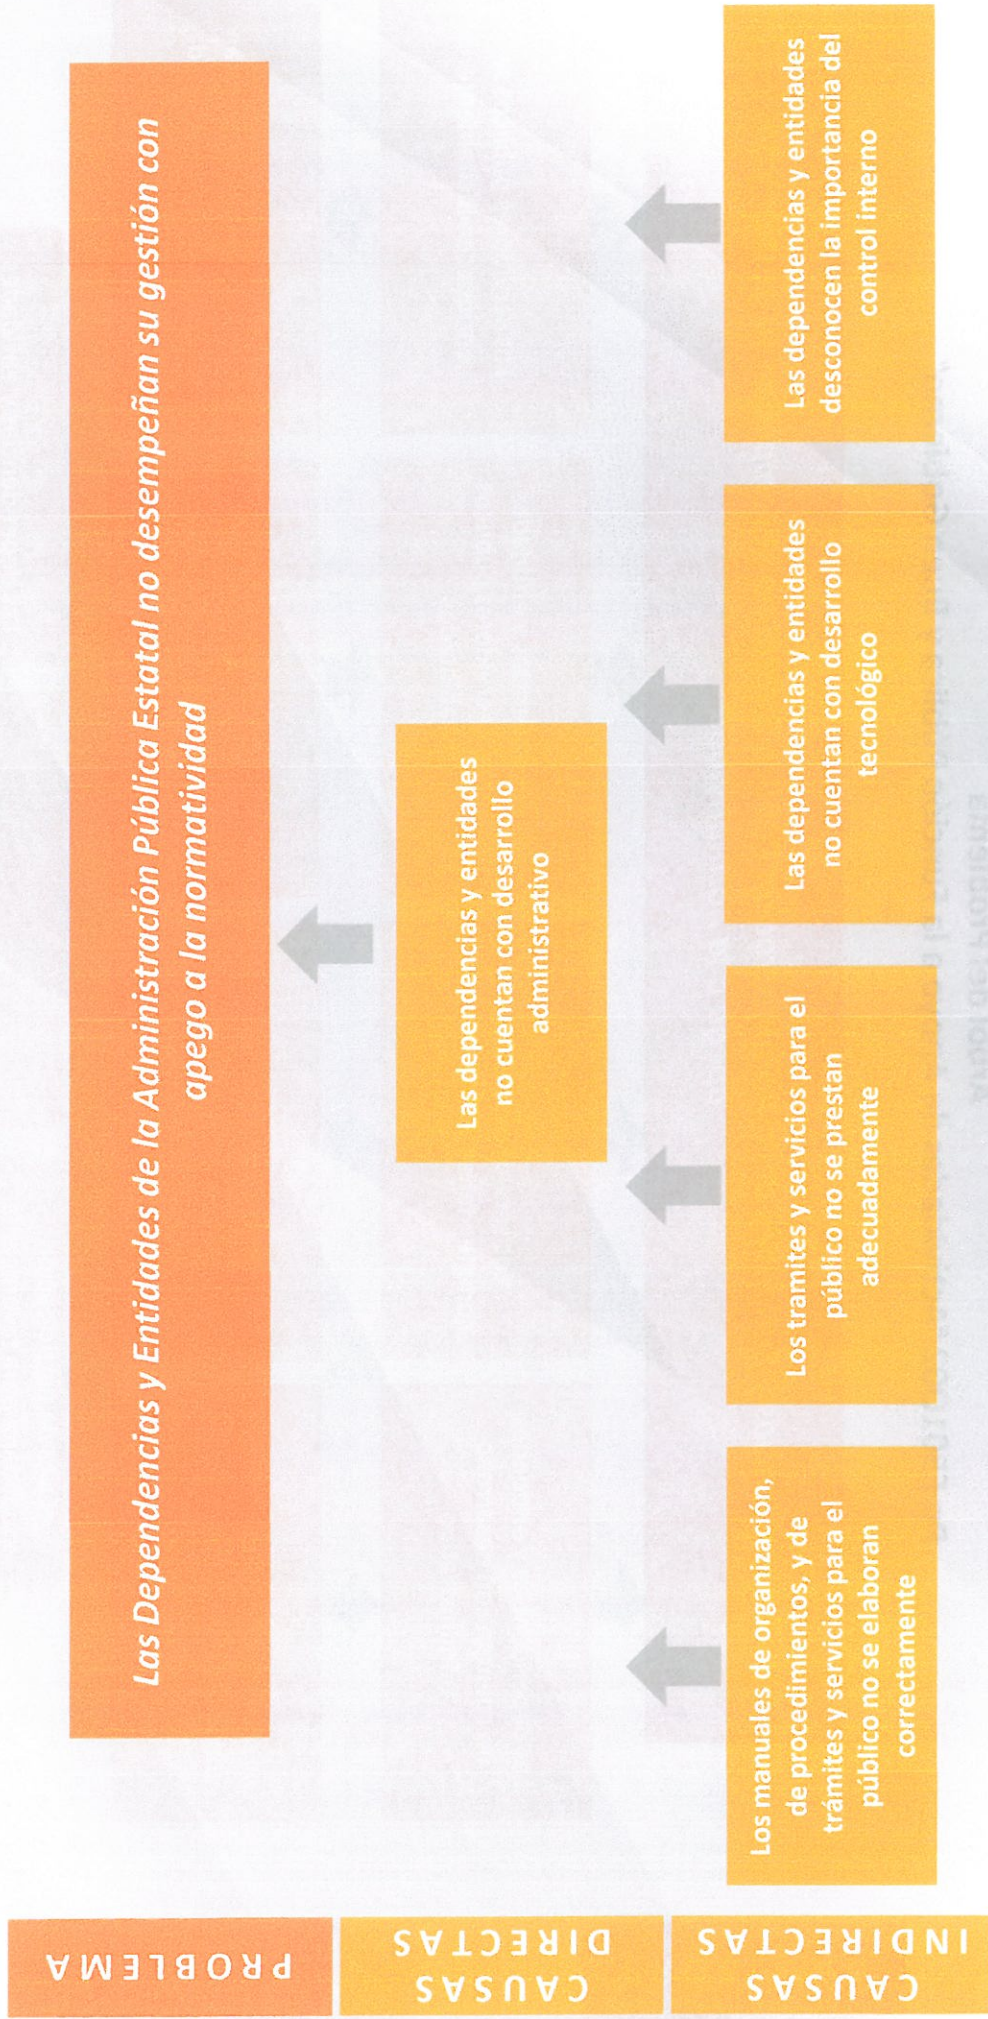 PROBLEMA
Las Dependencias y Entidades de la Administración Pública Estatal no desempeñan su gestión con
apego a la normatividad
CAUSAS
DIRECTAS
Las dependencias y entidades
no cuentan con desarrollo
administrativo
CAUSAS
INDIRECTAS
Los manuales de organización,
de procedimientos, y de
trámites y servicios para el
público no se elaboran
correctamente
Los tramites y servicios para el
público no se prestan
adecuadamente
Las dependencias y entidades
no cuentan con desarrollo
tecnológico
Las dependencias y entidades
desconocen la importancia del
control interno